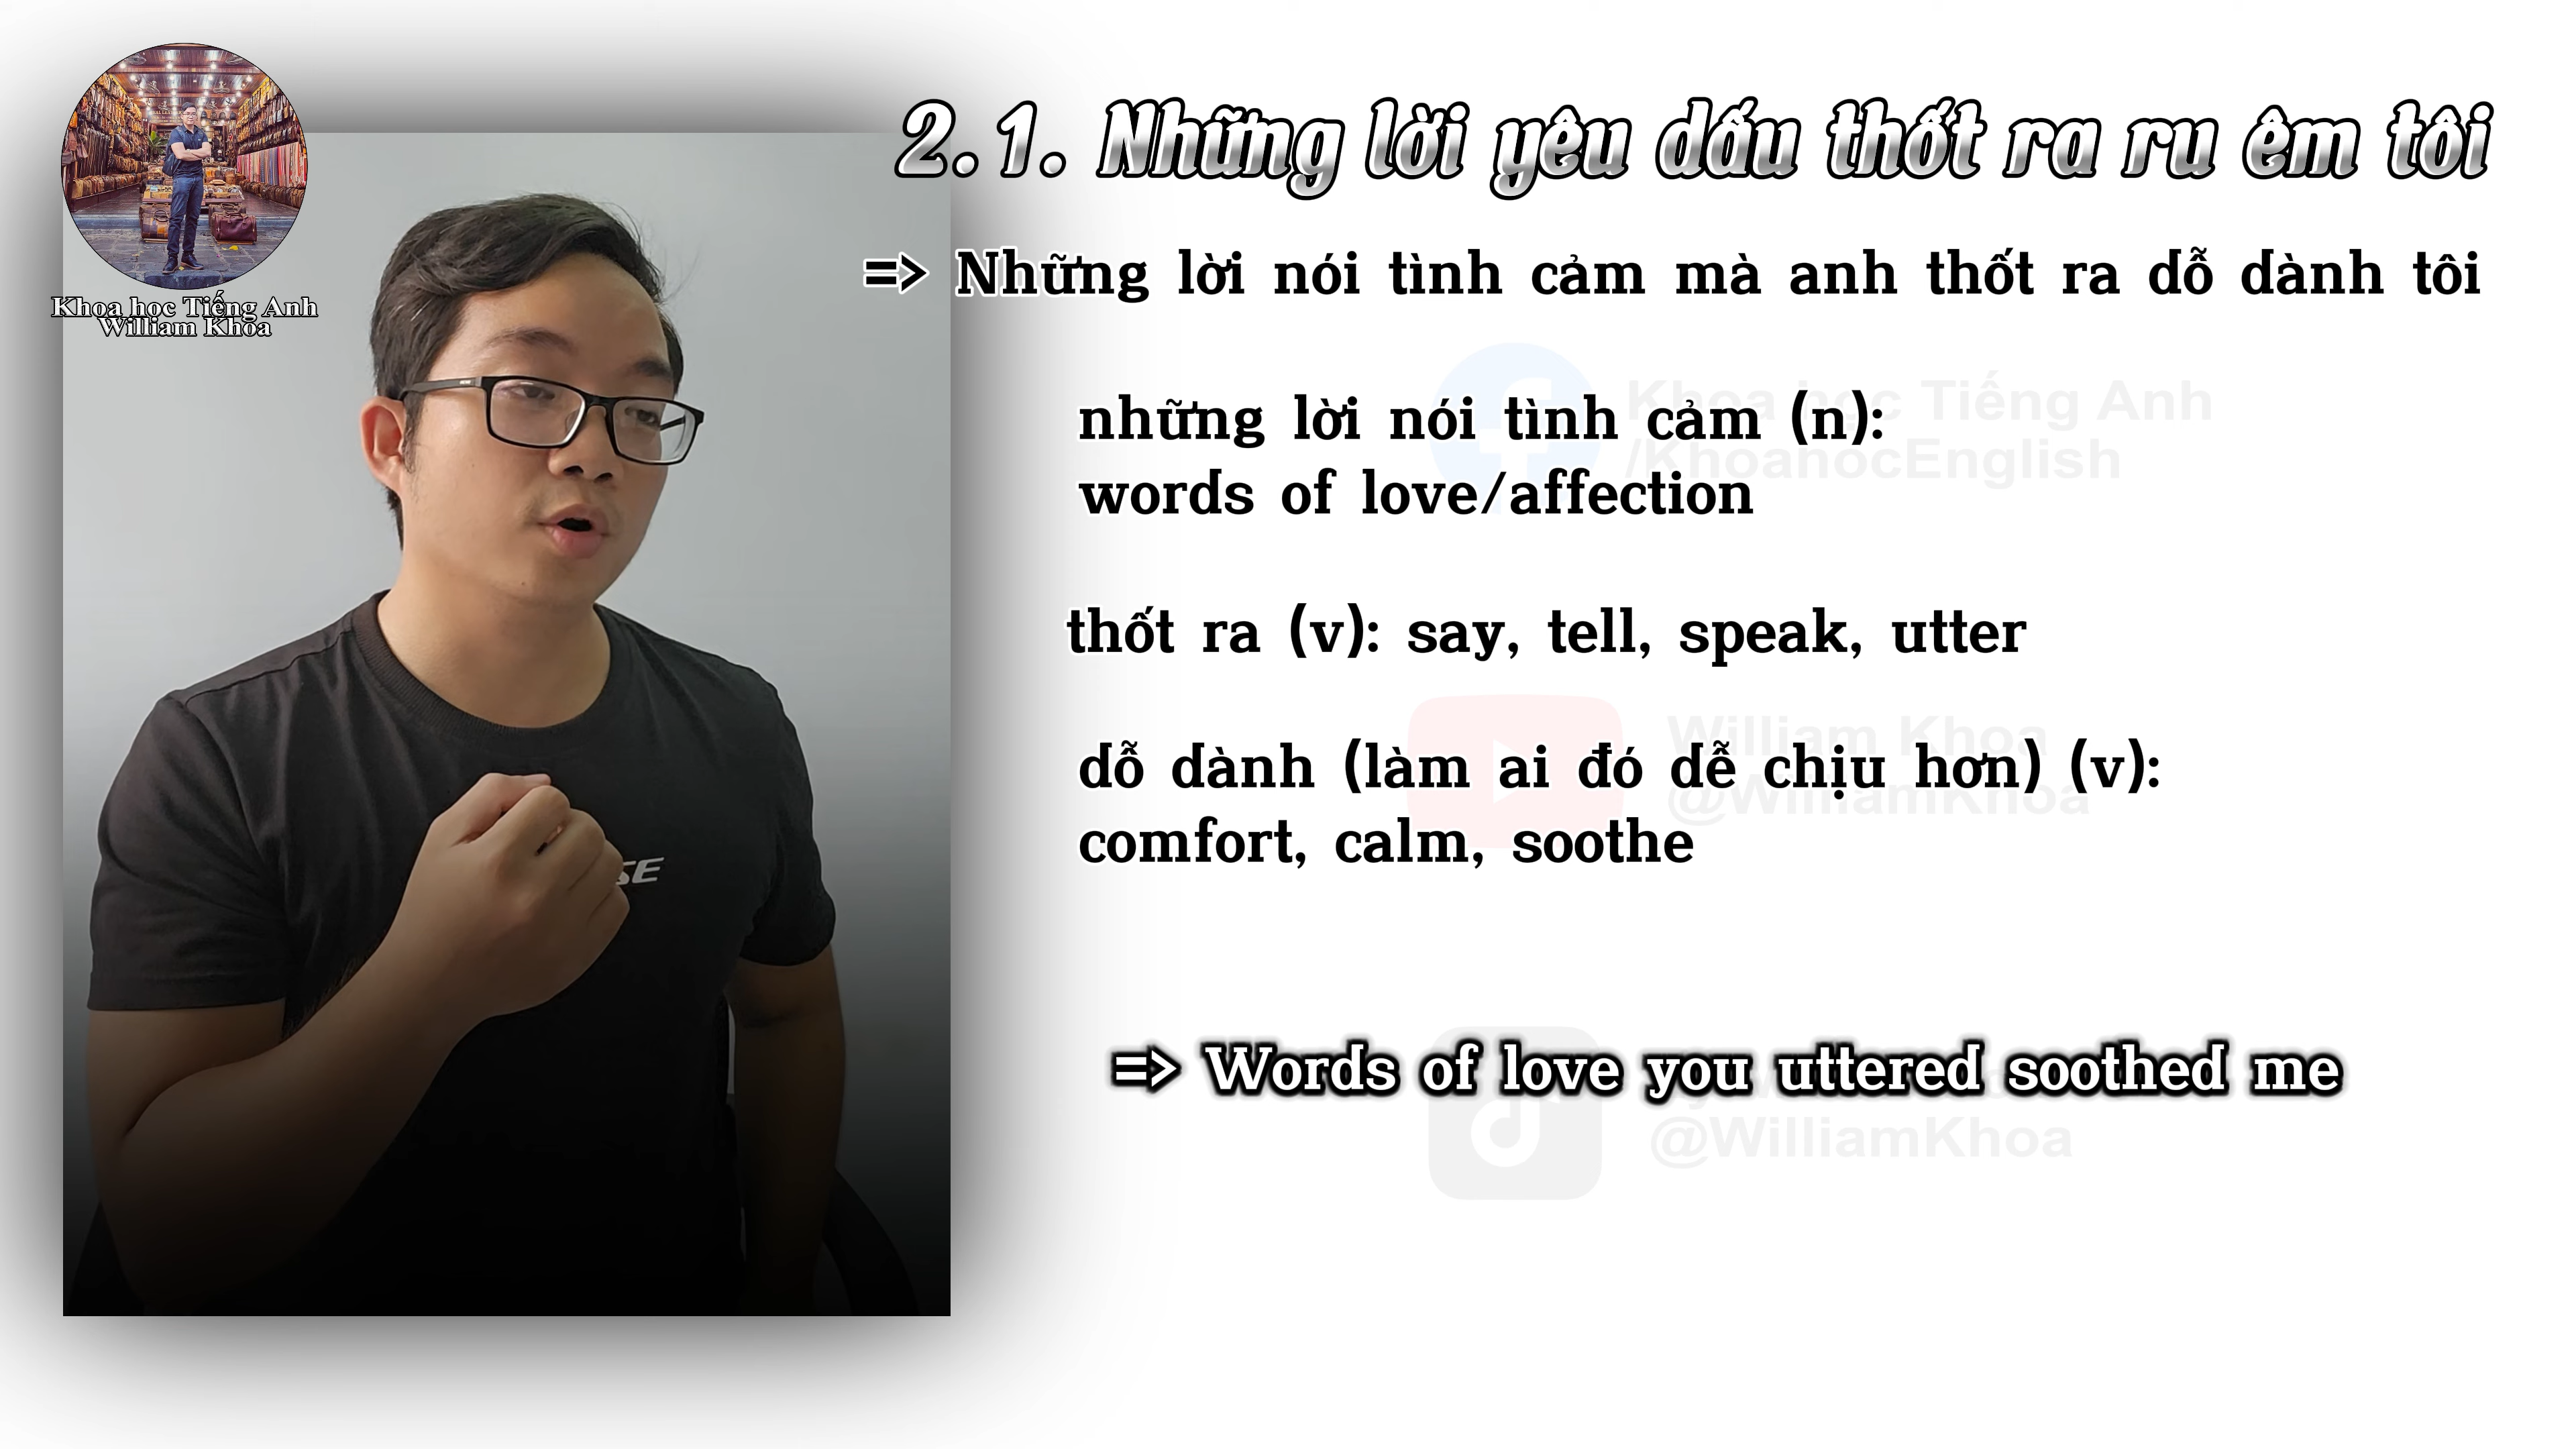 Khoa học Tiếng Anh
William Khoa
2.1. Những lời yêu dấu thốt ra ru êm tôi
=> Những lời nói tình cảm mà anh thốt ra dỗ dành tôi
Khoa học Tiếng Anh
/KhoahocEnglish
những lời nói tình cảm (n):
words of love/affection
thốt ra (v): say, tell, speak, utter
William Khoa
@WilliamKhoa
dỗ dành (làm ai đó dễ chịu hơn) (v):
comfort, calm, soothe
=> Words of love you uttered soothed me
@WilliamKhoa
SE